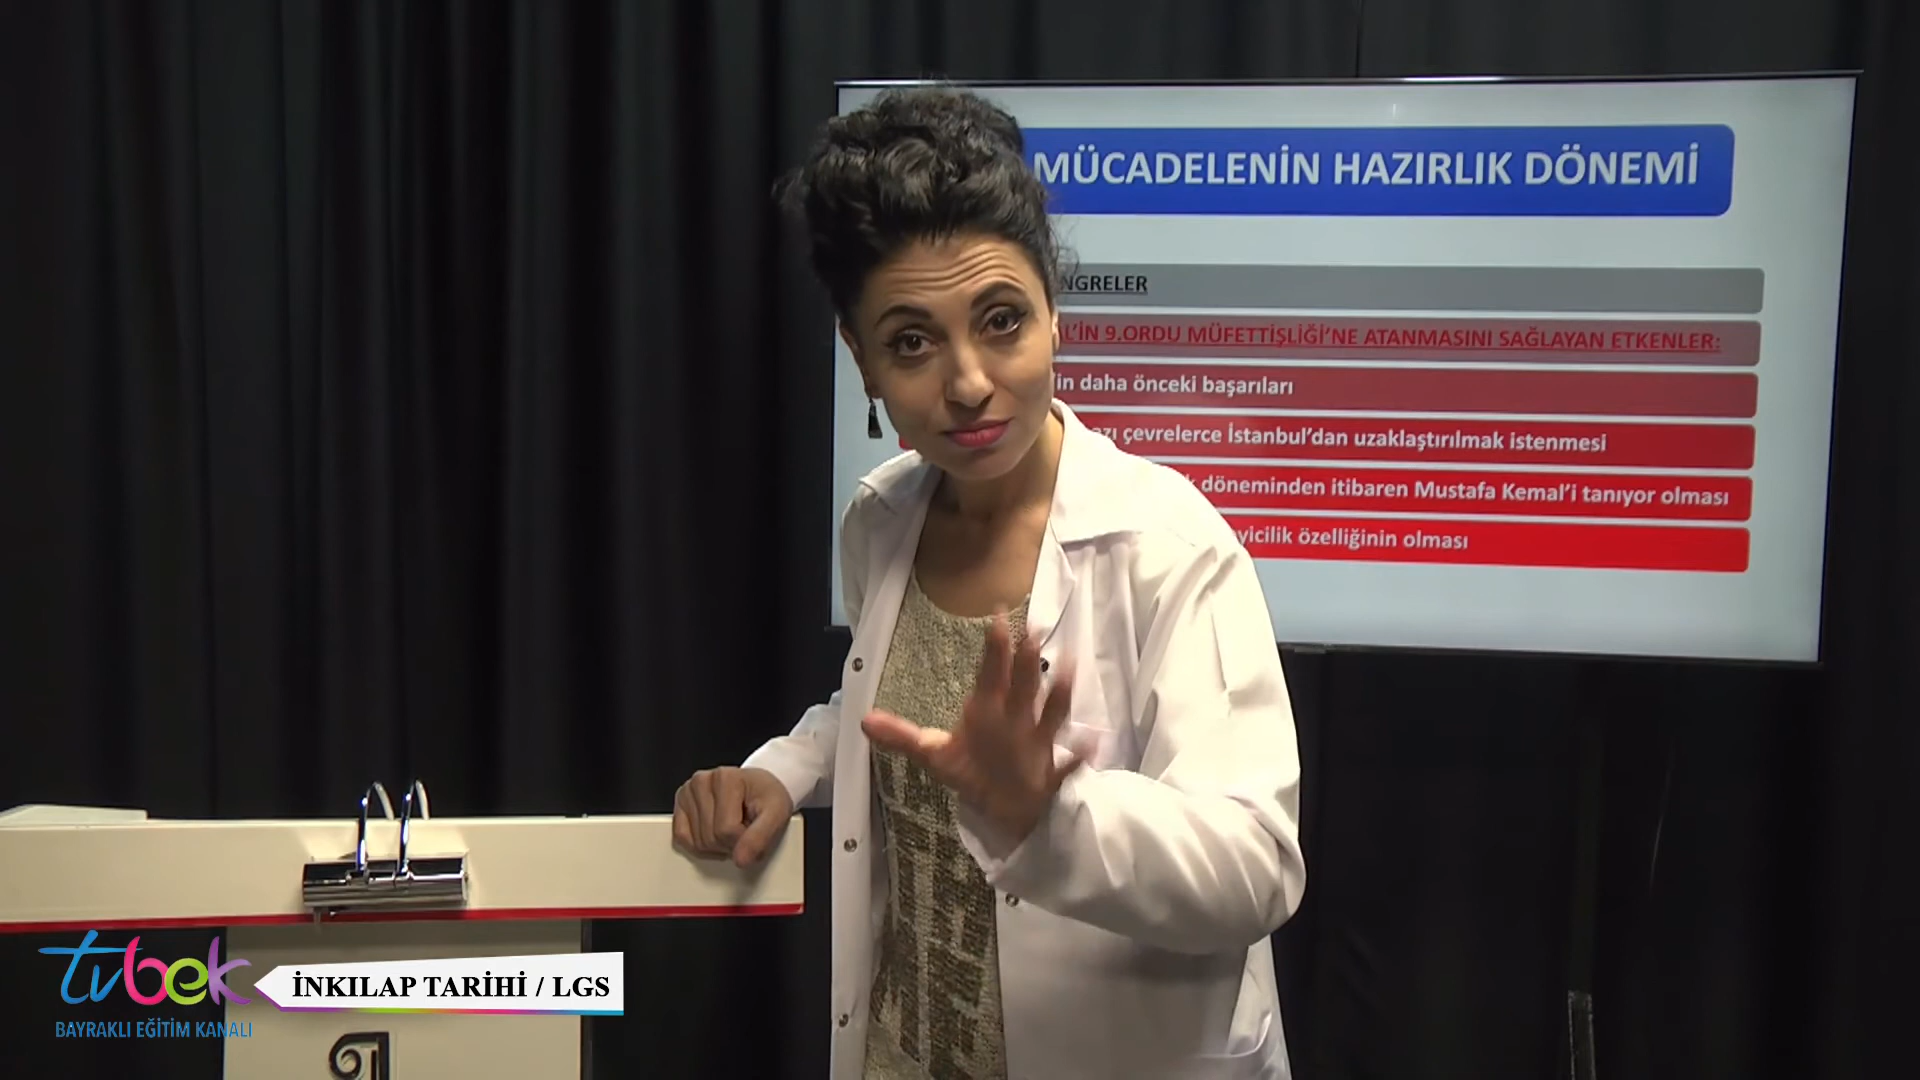 MÜCADELENİN HAZIRLIK DÖNEMİ
NGRELER
L'İN 9.ORDU MÜFETTİŞLİĞİ'NE ATANMASINI SAĞLAYAN ETKENLER:
'in daha önceki başarıları
çevrelerce İstanbul'dan uzaklaştırılmak istenmesi
döneminden itibaren Mustafa Kemal'i tanıyor olması
yicilik özelliğinin olması
tvbek
İNKILAP TARİHİ / LGS
BAYRAKLI EĞİTİM KANALI